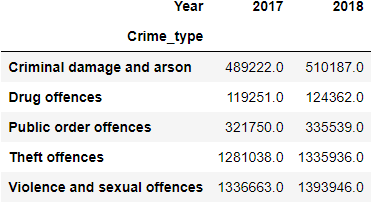 Year 2017 2018
Crime_type
Criminal damage and arson 489222.0 510187.0
Drug offences 119251.0 124362.0
Public order offences 321750.0 335539.0
Theft offences 1281038.0 1335936.0
Violence and sexual offences 1336663.0 1393946.0